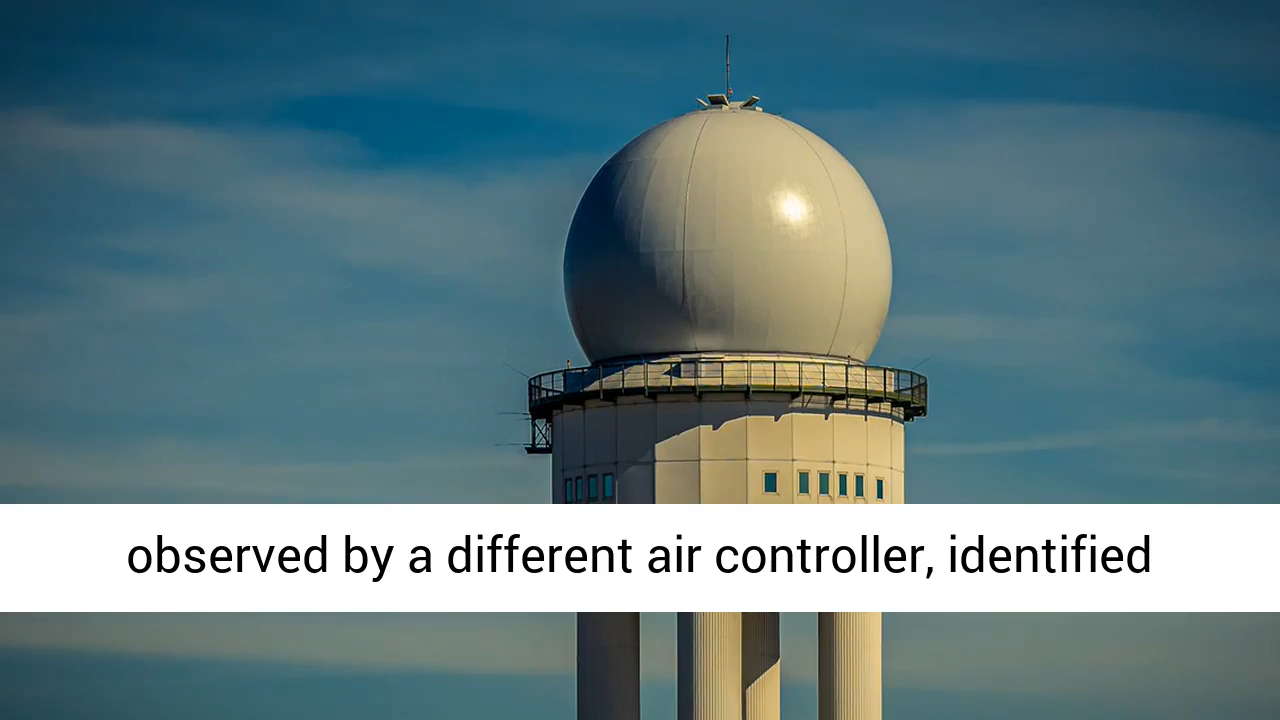 observed by a different air controller, identified